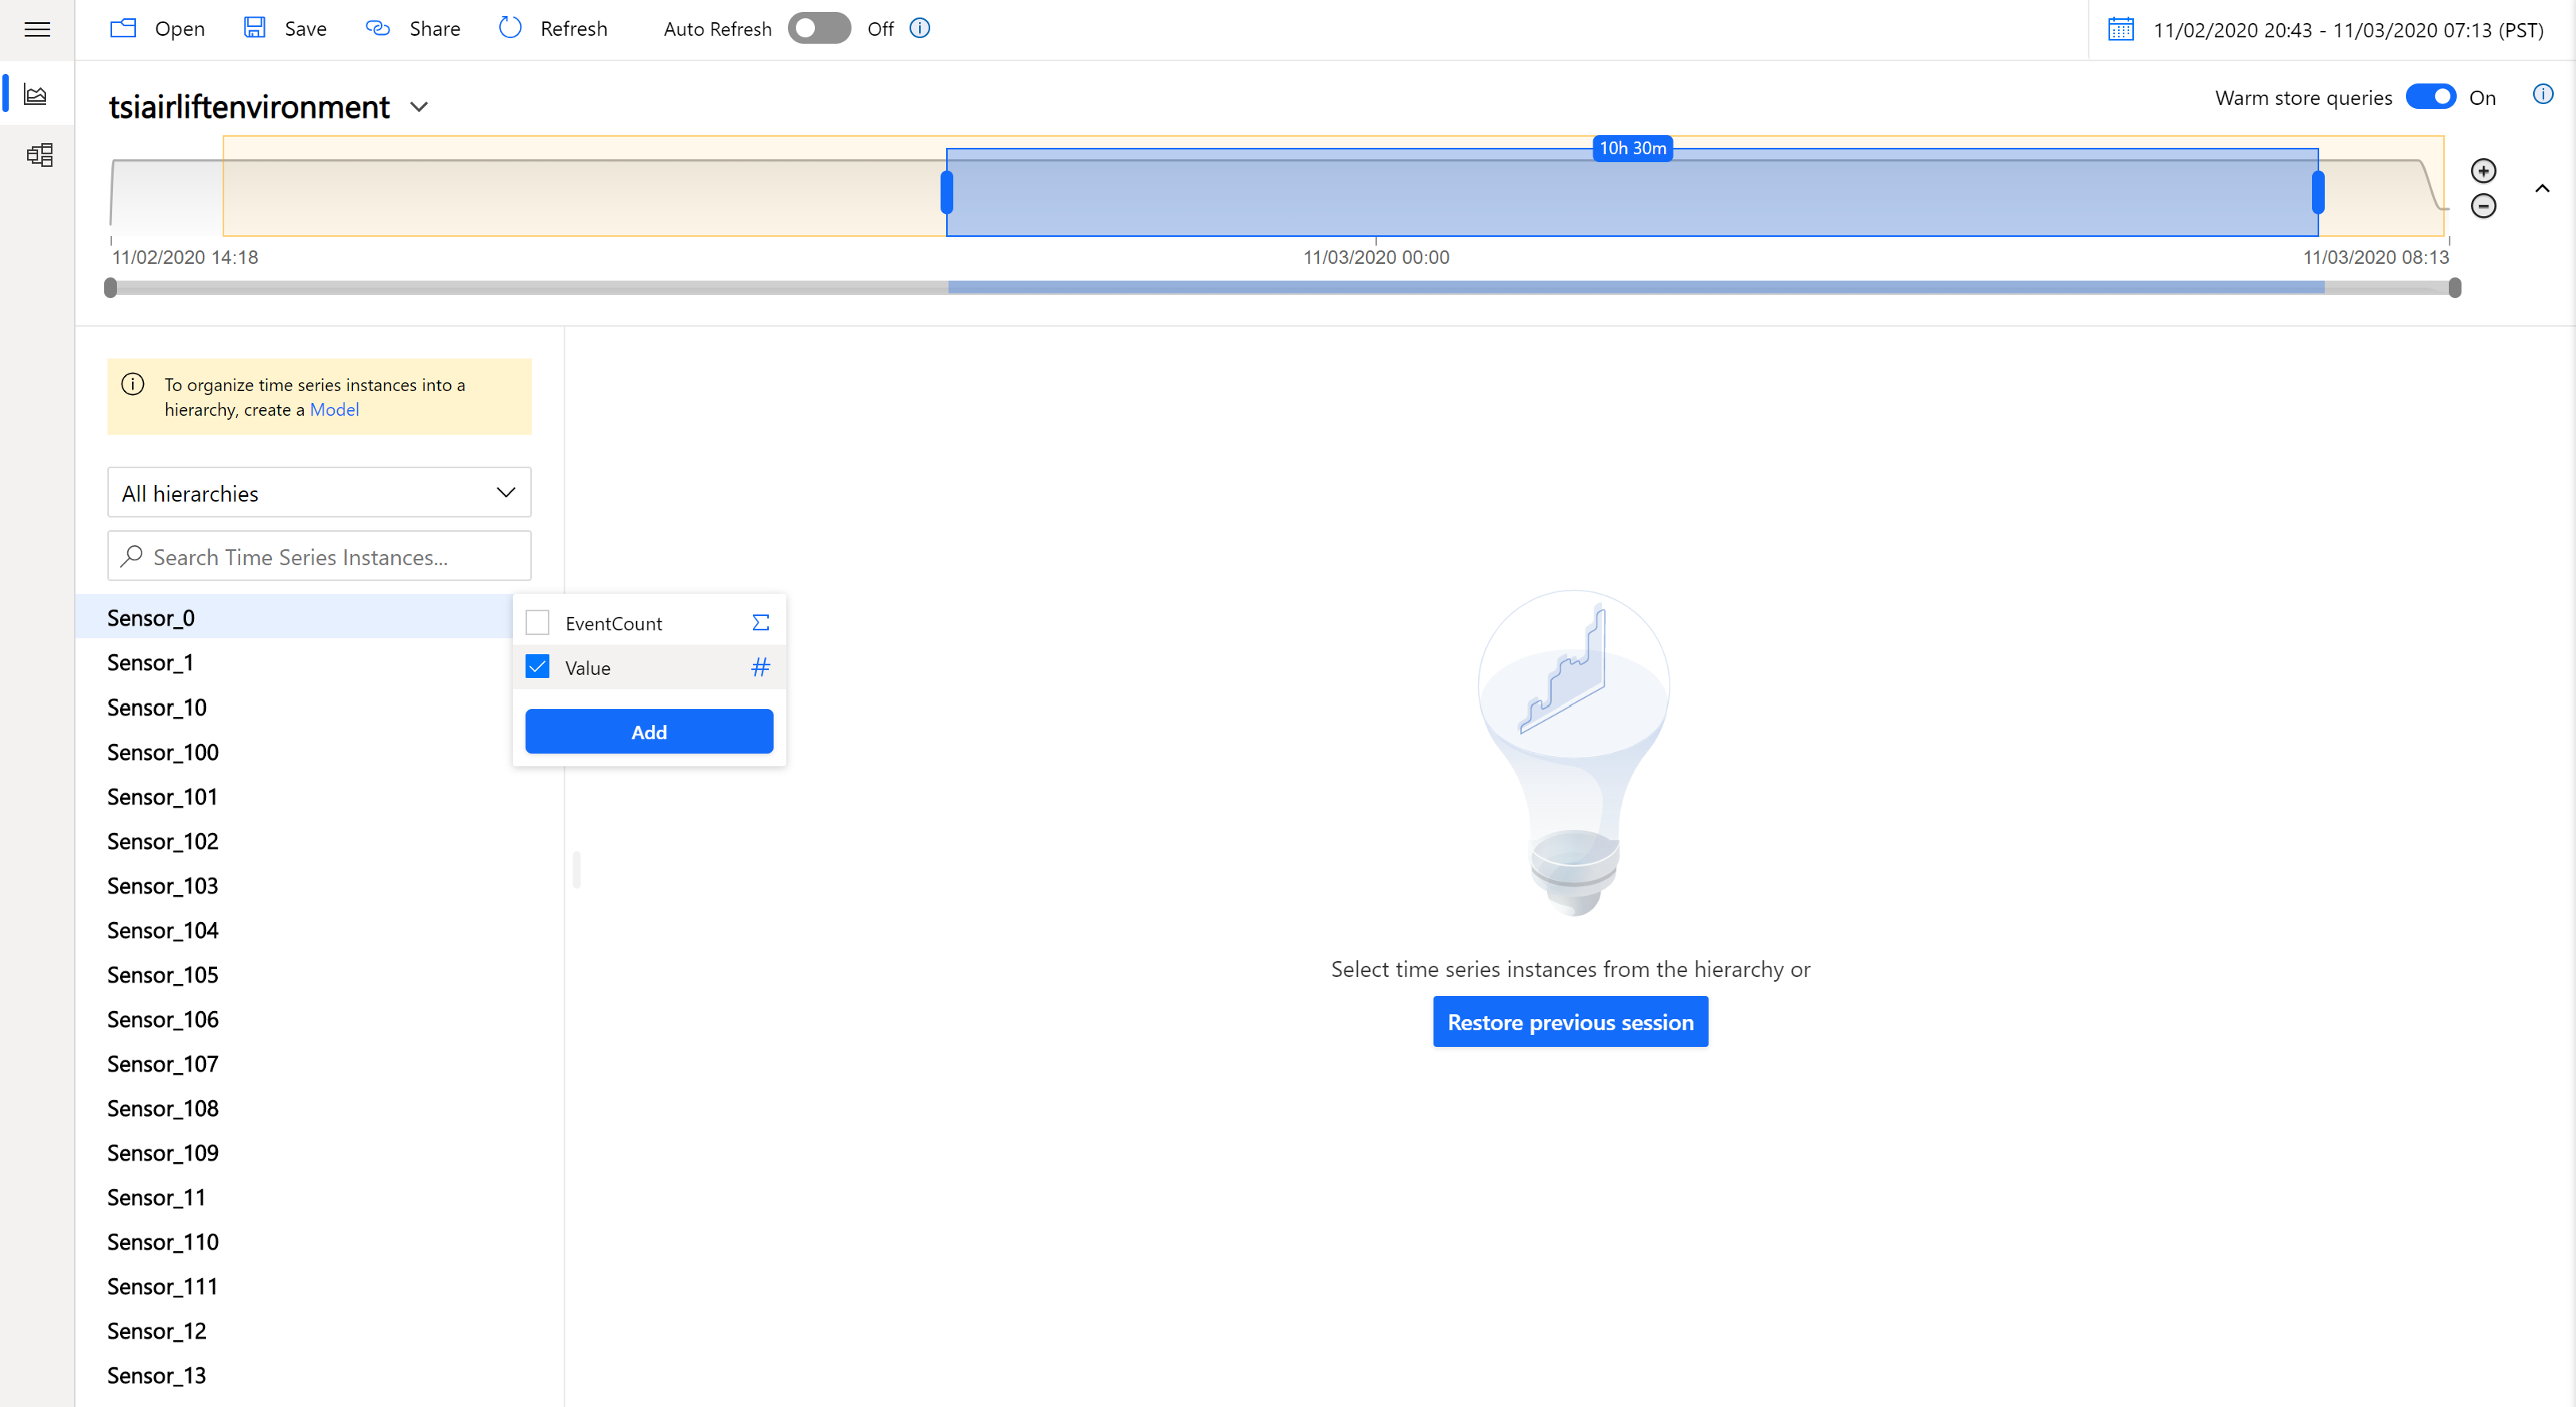 Open Save Share Refresh Auto Refresh Off 11/02/2020 20:43 - 11/03/2020 07:13 (PST)
tsiairliftenvironment
Warm store queries On
10h 30m
11/02/2020 14:18 11/03/2020 00:00 11/03/2020 08:13
To organize time series instances into a
hierarchy, create a Model
All hierarchies
Search Time Series Instances...
Sensor_0
Sensor_1
Sensor_10
Sensor_100
Sensor_101
Sensor_102
Sensor_103
Sensor_104
Sensor_105
Sensor_106
Sensor_107
Sensor_108
Sensor_109
Sensor_11
Sensor_110
Sensor_111
Sensor_12
Sensor_13
EventCount Σ
Value #
Add
Select time series instances from the hierarchy or
Restore previous session